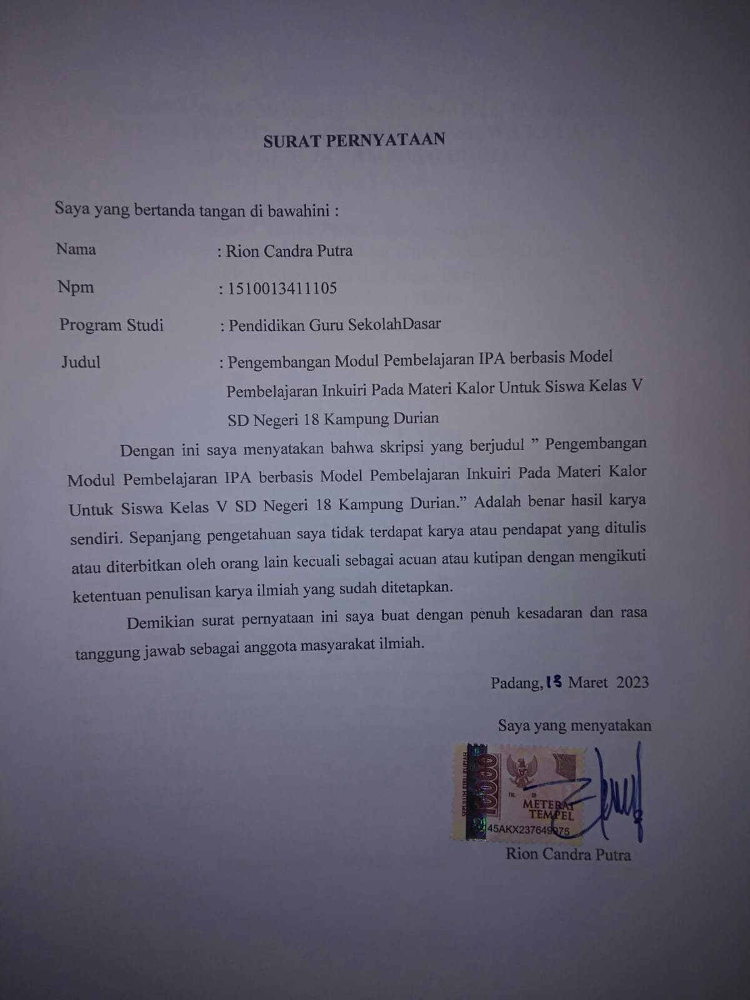 SURAT PERNYATAAN
Saya yang bertanda tangan di bawahini :
Nama : Rion Candra Putra
Npm : 1510013411105
Program Studi : Pendidikan Guru SekolahDasar
Judul : Pengembangan Modul Pembelajaran IPA berbasis Model
Pembelajaran Inkuiri Pada Materi Kalor Untuk Siswa Kelas V
SD Negeri 18 Kampung Durian
Dengan ini saya menyatakan bahwa skripsi yang berjudul ” Pengembangan
Modul Pembelajaran IPA berbasis Model Pembelajaran Inkuiri Pada Materi Kalor
Untuk Siswa Kelas V SD Negeri 18 Kampung Durian.” Adalah benar hasil karya
sendiri. Sepanjang pengetahuan saya tidak terdapat karya atau pendapat yang ditulis
atau diterbitkan oleh orang lain kecuali sebagai acuan atau kutipan dengan mengikuti
ketentuan penulisan karya ilmiah yang sudah ditetapkan.
Demikian surat pernyataan ini saya buat dengan penuh kesadaran dan rasa
tanggung jawab sebagai anggota masyarakat ilmiah.
Padang, 13 Maret 2023
Saya yang menyatakan
SEPULUH RIBU RUPIAH
10000
TGL. 20
METERAI
TEMPEL
45AKX237649975
Rion Candra Putra